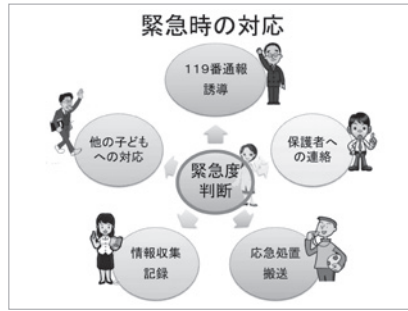 緊急時の対応
119番通報
誘導
他の子ども
への対応
保護者へ
の連絡
緊急度
判断
情報収集
記録
応急処置
搬送